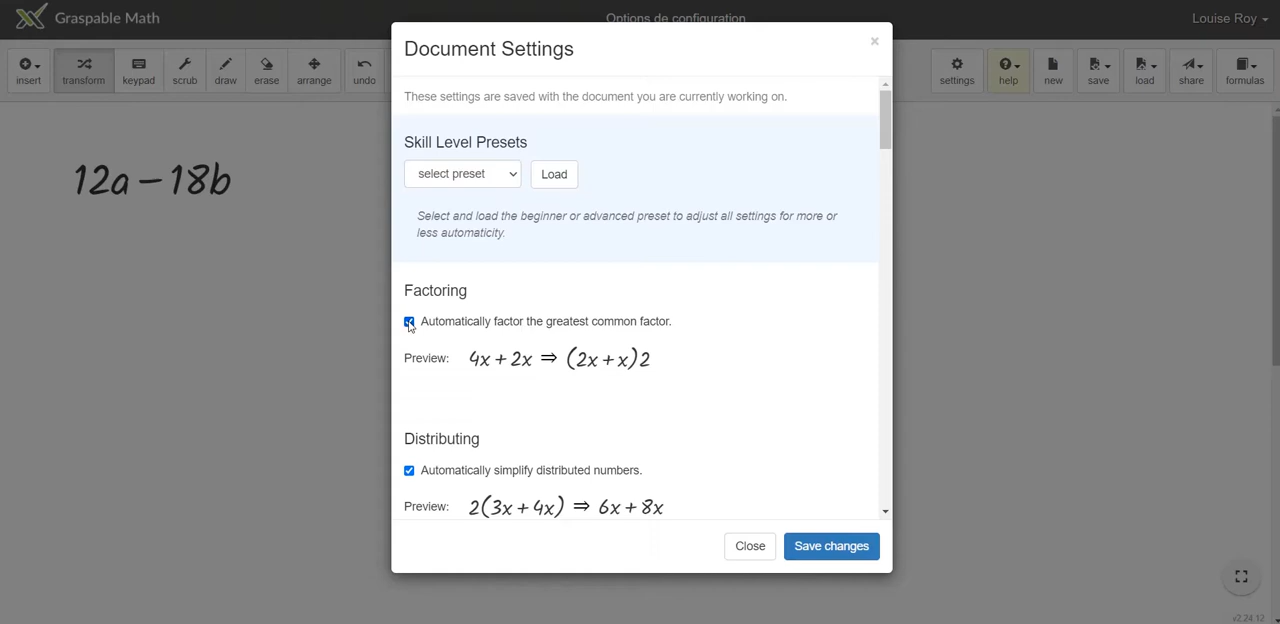 Graspable Math
Options de configuration
Louise Roy
insert
transform
keypad
scrub
draw
erase
arrange
undo
settings
help
new
save
load
share
formulas
12a − 18b
Document Settings
×
These settings are saved with the document you are currently working on.
Skill Level Presets
select preset
Load
Select and load the beginner or advanced preset to adjust all settings for more or
less automaticity.
Factoring
Automatically factor the greatest common factor.
Preview: 4x + 2x ⇒ (2x + x)2
Distributing
Automatically simplify distributed numbers.
Preview: 2(3x + 4x) ⇒ 6x + 8x
Close
Save changes
v2.24.12